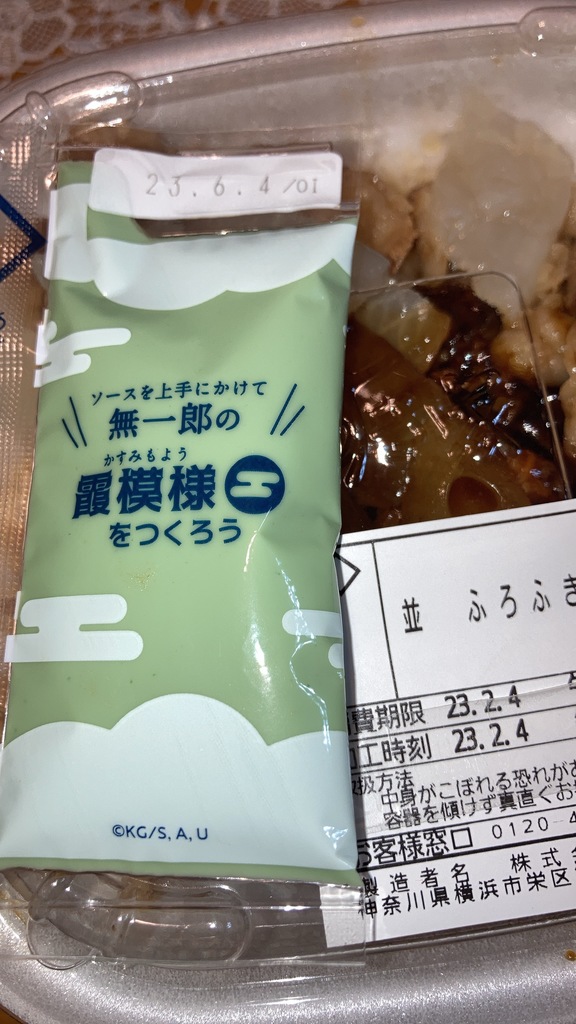 23.6.4/01
ソースを上手にかけて
無一郎の
かすみもよう
霞模様
をつくろう
©KG/S,A,U
並 ふろふき
費期限 23.2.4
工時刻 23.2.4
扱方法
中身がこぼれる恐れが
容器を傾けず真直ぐお
お客様窓口 0120-4
製造者名 株式会
神奈川県横浜市栄区